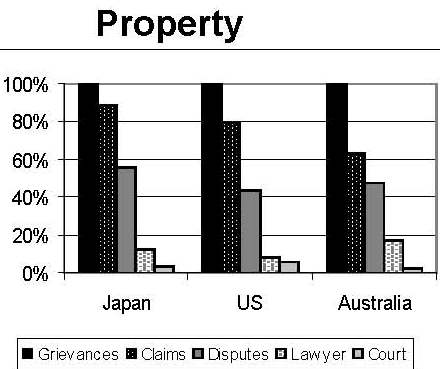 Property
100%
80%
60%
40%
20%
0%
Japan US Australia
Grievances Claims Disputes Lawyer Court